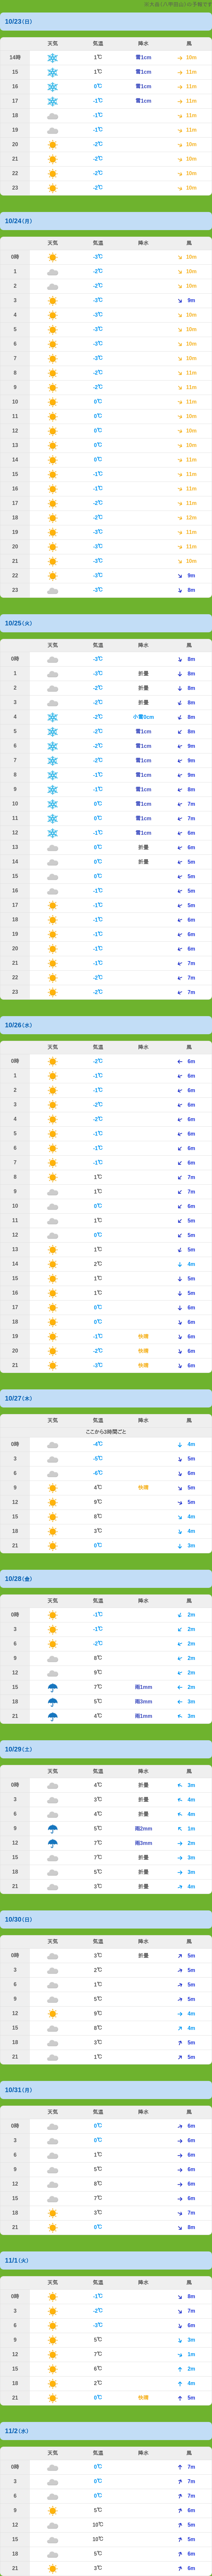 10/23(日)
天気 気温 降水 風
14時 1℃ 雪1cm 10m
15 1℃ 雪1cm 11m
16 0℃ 雪1cm 11m
17 -1℃ 雪1cm 11m
18 -1℃ 11m
19 -1℃ 11m
20 -2℃ 10m
21 -2℃ 10m
22 -2℃ 10m
23 -2℃ 10m
10/24(月)
天気 気温 降水 風
0時 -3℃ 10m
1 -2℃ 10m
2 -2℃ 10m
3 -3℃ 9m
4 -3℃ 10m
5 -3℃ 10m
6 -3℃ 10m
7 -3℃ 10m
8 -2℃ 11m
9 -2℃ 11m
10 0℃ 11m
11 0℃ 10m
12 0℃ 10m
13 0℃ 10m
14 0℃ 11m
15 -1℃ 11m
16 -1℃ 11m
17 -2℃ 11m
18 -2℃ 12m
19 -3℃ 11m
20 -3℃ 11m
21 -3℃ 10m
22 -3℃ 9m
23 -3℃ 8m
10/25(火)
天気 気温 降水 風
0時 -3℃ 8m
1 -2℃ 折畳 8m
2 -2℃ 折畳 8m
3 -2℃ 折畳 8m
4 -2℃ 小雪0cm 8m
5 -2℃ 雪1cm 8m
6 -2℃ 雪1cm 9m
7 -2℃ 雪1cm 9m
8 -1℃ 雪1cm 9m
9 -1℃ 雪1cm 8m
10 0℃ 雪1cm 7m
11 0℃ 雪1cm 7m
12 -1℃ 雪1cm 6m
13 0℃ 折畳 6m
14 0℃ 折畳 5m
15 0℃ 5m
16 -1℃ 5m
17 -1℃ 5m
18 -1℃ 6m
19 -1℃ 6m
20 -1℃ 6m
21 -1℃ 7m
22 -2℃ 7m
23 -2℃ 7m
10/26(水)
天気 気温 降水 風
0時 -2℃ 6m
1 -1℃ 6m
2 -1℃ 6m
3 -2℃ 6m
4 -2℃ 6m
5 -1℃ 6m
6 -1℃ 6m
7 -1℃ 6m
8 1℃ 7m
9 1℃ 7m
10 0℃ 6m
11 1℃ 5m
12 0℃ 5m
13 1℃ 5m
14 2℃ 4m
15 1℃ 5m
16 1℃ 5m
17 0℃ 6m
18 0℃ 6m
19 -1℃ 快晴 6m
20 -2℃ 快晴 6m
21 -3℃ 快晴 6m
10/27(木)
天気 気温 降水 風
ここから3時間ごと
0時 -4℃ 4m
3 -5℃ 5m
6 -6℃ 6m
9 4℃ 快晴 5m
12 9℃ 5m
15 8℃ 4m
18 3℃ 4m
21 0℃ 3m
10/28(金)
天気 気温 降水 風
0時 -1℃ 2m
3 -1℃ 2m
6 -2℃ 2m
9 8℃ 2m
12 9℃ 2m
15 7℃ 雨1mm 3m
18 5℃ 雨3mm 3m
21 4℃ 雨1mm 3m
10/29(土)
天気 気温 降水 風
0時 4℃ 折畳 3m
3 4℃ 折畳 4m
6 4℃ 折畳 4m
9 5℃ 雨2mm 1m
12 7℃ 雨3mm 2m
15 7℃ 折畳 3m
18 5℃ 折畳 3m
21 3℃ 折畳 4m
10/30(日)
天気 気温 降水 風
0時 3℃ 折畳 5m
3 2℃ 5m
6 1℃ 5m
9 5℃ 5m
12 9℃ 4m
15 8℃ 4m
18 3℃ 5m
21 1℃ 5m
10/31(月)
天気 気温 降水 風
0時 0℃ 6m
3 0℃ 6m
6 1℃ 6m
9 5℃ 6m
12 8℃ 6m
15 7℃ 6m
18 3℃ 7m
21 0℃ 8m
11/1(火)
天気 気温 降水 風
0時 -1℃ 8m
3 -2℃ 7m
6 -3℃ 6m
9 5℃ 3m
12 7℃ 1m
15 6℃ 2m
18 2℃ 4m
21 0℃ 快晴 5m
11/2(水)
天気 気温 降水 風
0時 0℃ 7m
3 0℃ 7m
6 0℃ 7m
9 5℃ 6m
12 10℃ 5m
15 10℃ 5m
18 5℃ 6m
21 3℃ 6m